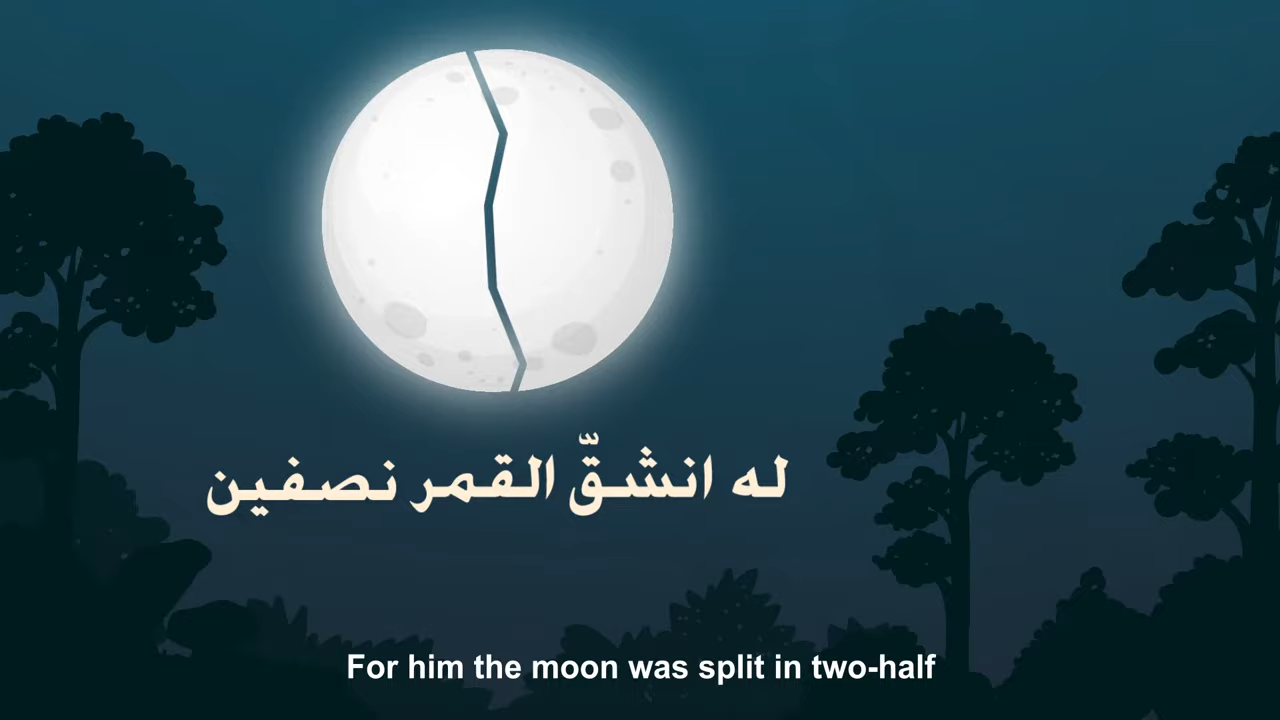 له انشقّ القمر نصفين
For him the moon was split in two-half